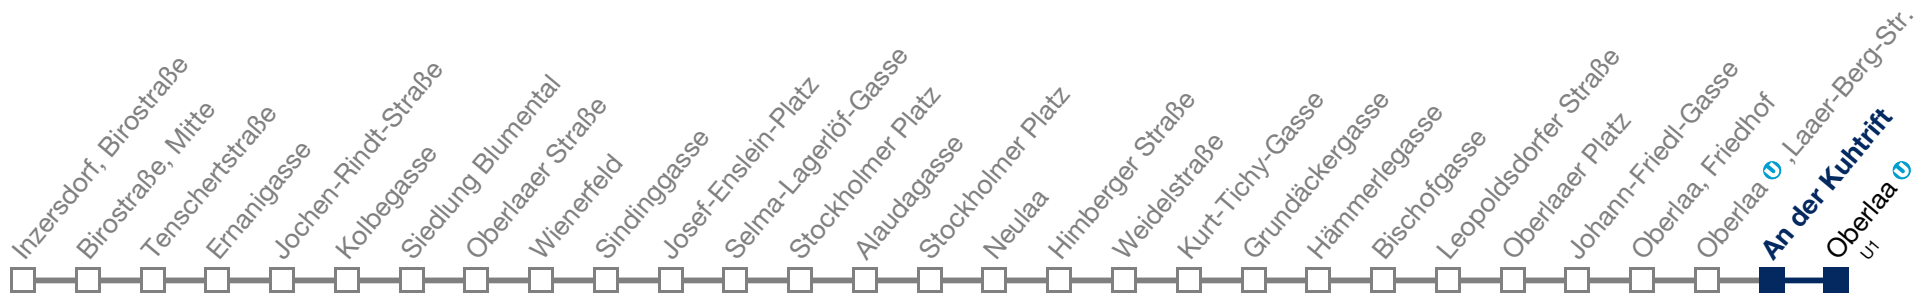 Inzersdorf, Birostraße
Birostraße, Mitte
Tenschertstraße
Ernanigasse
Jochen-Rindt-Straße
Kolbegasse
Siedlung Blumental
Oberlaaer Straße
Wienerfeld
Sindinggasse
Josef-Enslein-Platz
Selma-Lagerlöf-Gasse
Stockholmer Platz
Alaudagasse
Stockholmer Platz
Neulaa
Himberger Straße
Weidelstraße
Kurt-Tichy-Gasse
Grundäckergasse
Hämmerlegasse
Bischofgasse
Leopoldsdorfer Straße
Oberlaaer Platz
Johann-Friedl-Gasse
Oberlaa, Friedhof
Oberlaa U ,Laaer-Berg-Str.
An der Kuhtrift
Oberlaa U
U1